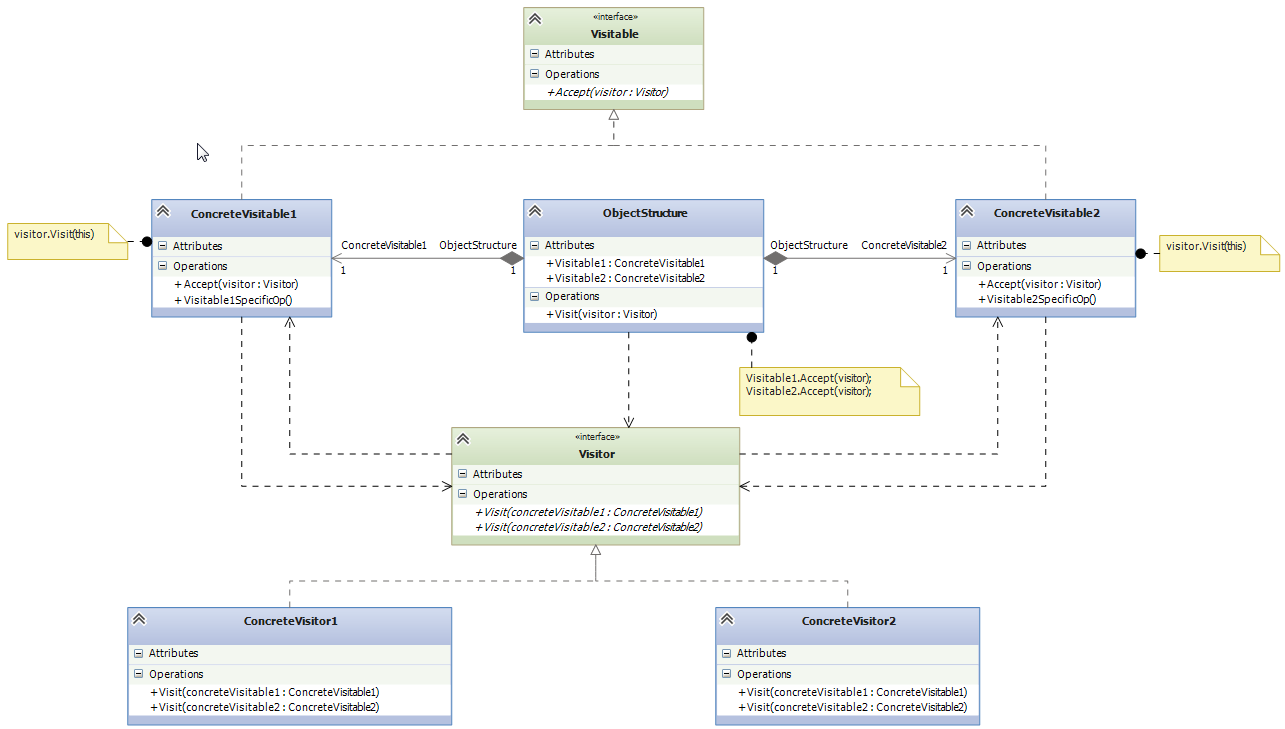 «interface»
Visitable
Attributes
Operations
+Accept(visitor : Visitor)
ConcreteVisitable1
Attributes
Operations
+ Accept(visitor : Visitor)
+ Visitable1SpecificOp()
visitor.Visit(this)
ConcreteVisitable1
ObjectStructure
1
1
ObjectStructure
Attributes
+Visitable1 : ConcreteVisitable1
+Visitable2 : ConcreteVisitable2
Operations
+Visit(visitor : Visitor)
ObjectStructure
ConcreteVisitable2
1
1
ConcreteVisitable2
Attributes
Operations
+Accept(visitor : Visitor)
+Visitable2SpecificOp()
visitor.Visit(this)
Visitable1.Accept(visitor);
Visitable2.Accept(visitor);
«interface»
Visitor
Attributes
Operations
+Visit(concreteVisitable1 : ConcreteVisitable1)
+Visit(concreteVisitable2 : ConcreteVisitable2)
ConcreteVisitor1
Attributes
Operations
+Visit(concreteVisitable1 : ConcreteVisitable1)
+Visit(concreteVisitable2 : ConcreteVisitable2)
ConcreteVisitor2
Attributes
Operations
+Visit(concreteVisitable1 : ConcreteVisitable1)
+Visit(concreteVisitable2 : ConcreteVisitable2)